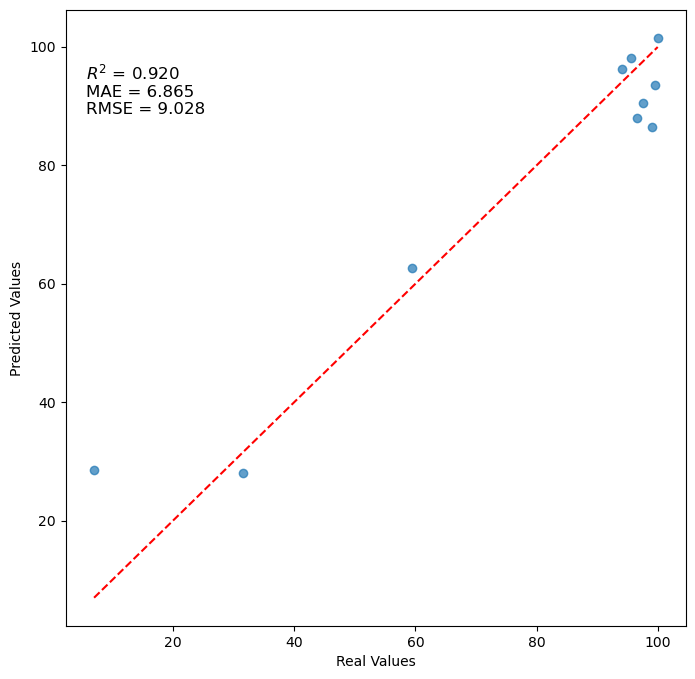 100
80
60
40
20
Predicted Values
R² = 0.920
MAE = 6.865
RMSE = 9.028
20 40 60 80 100
Real Values